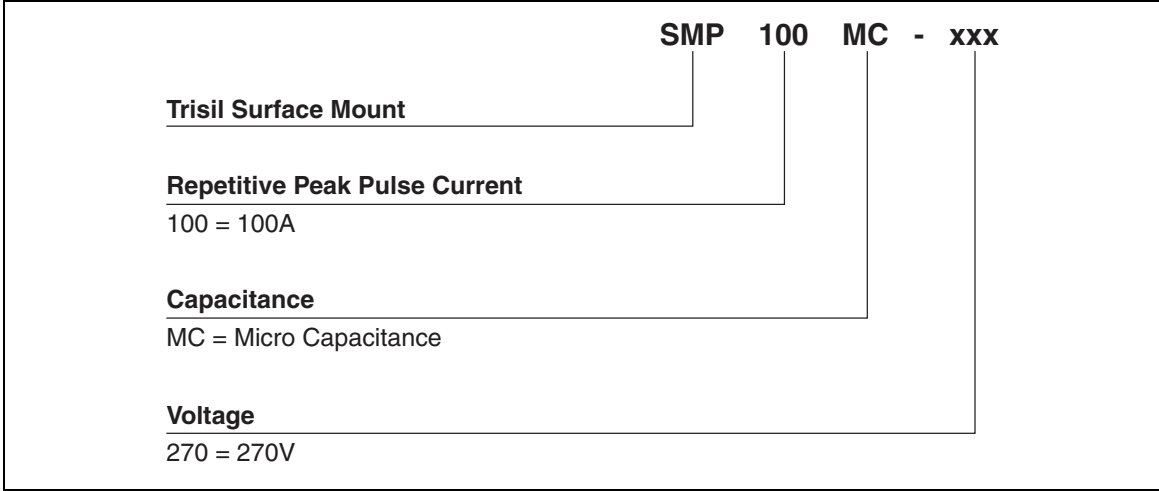 SMP 100 MC - xxx
Trisil Surface Mount
Repetitive Peak Pulse Current
100 = 100A
Capacitance
MC = Micro Capacitance
Voltage
270 = 270V